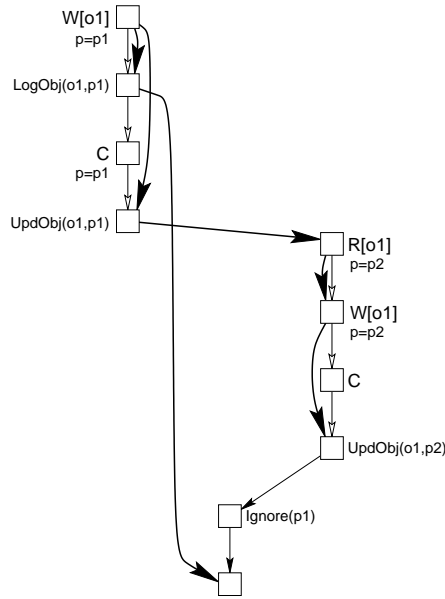 W[o1]
p=p1
LogObj(o1,p1)
C
p=p1
UpdObj(o1,p1)
R[o1]
p=p2
W[o1]
p=p2
C
UpdObj(o1,p2)
Ignore(p1)